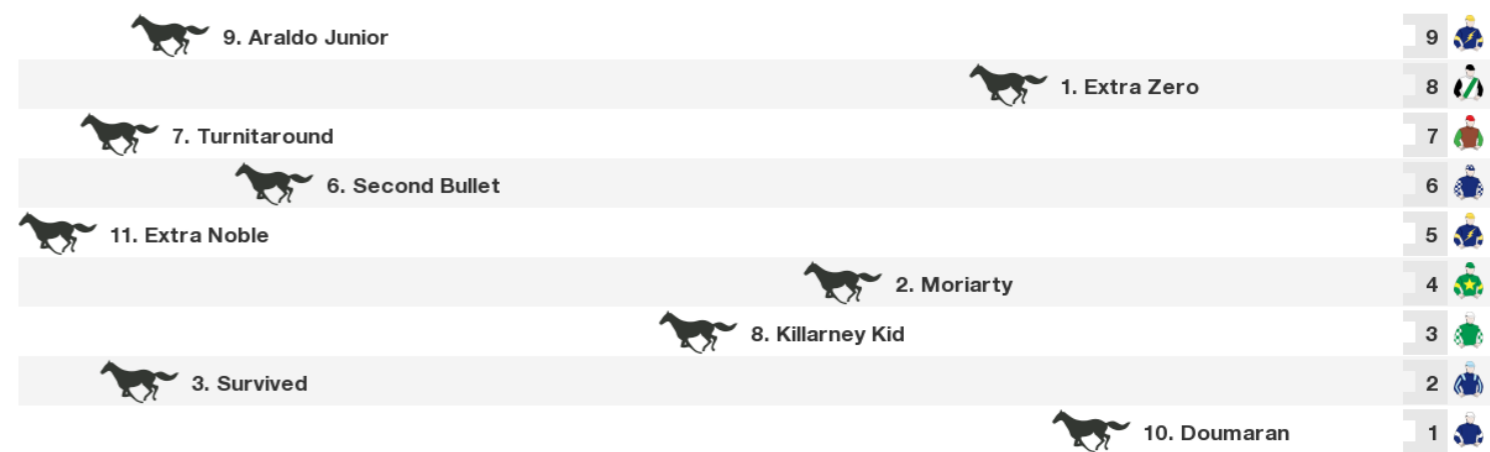 9. Araldo Junior 9
1. Extra Zero 8
7. Turnitaround 7
6. Second Bullet 6
11. Extra Noble 5
2. Moriarty 4
8. Killarney Kid 3
3. Survived 2
10. Doumaran 1